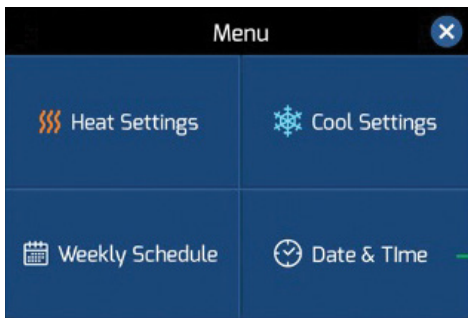 Menu
Heat Settings
Cool Settings
Weekly Schedule
Date & TIme